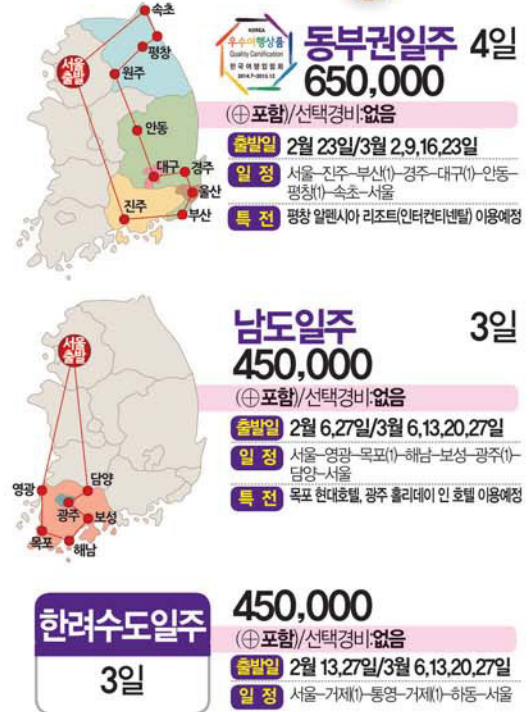 속초
평창
원주
서울
출발
안동
대구
경주
울산
진주
부산
KOREA
우수여행상품
Quality Certification
한국여행업협회
2014.7~2015.12
동부권일주 4일
650,000
(⊕포함)/선택경비:없음
출발일 2월 23일/3월 2,9,16,23일
일 정 서울–진주–부산(1)–경주–대구(1)–안동–
평창(1)–속초–서울
특 전 평창 알펜시아 리조트(인터컨티넨탈) 이용예정
서울
출발
영광
담양
광주
보성
목포
해남
남도일주 3일
450,000
(⊕포함)/선택경비:없음
출발일 2월 6,27일/3월 6,13,20,27일
일 정 서울–영광–목포(1)–해남–보성–광주(1)–
담양–서울
특 전 목포 현대호텔, 광주 홀리데이 인 호텔 이용예정
한려수도일주
3일
450,000
(⊕포함)/선택경비:없음
출발일 2월 13,27일/3월 6,13,20,27일
일 정 서울–거제(1)–통영–거제(1)–하동–서울